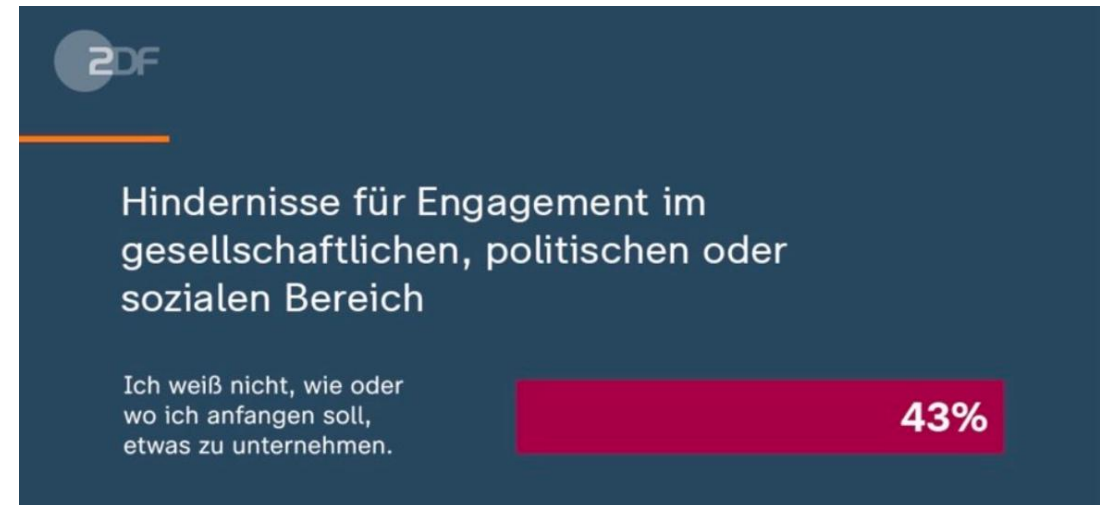 ZDF
Hindernisse für Engagement im
gesellschaftlichen, politischen oder
sozialen Bereich
Ich weiß nicht, wie oder
wo ich anfangen soll,
etwas zu unternehmen.
43%